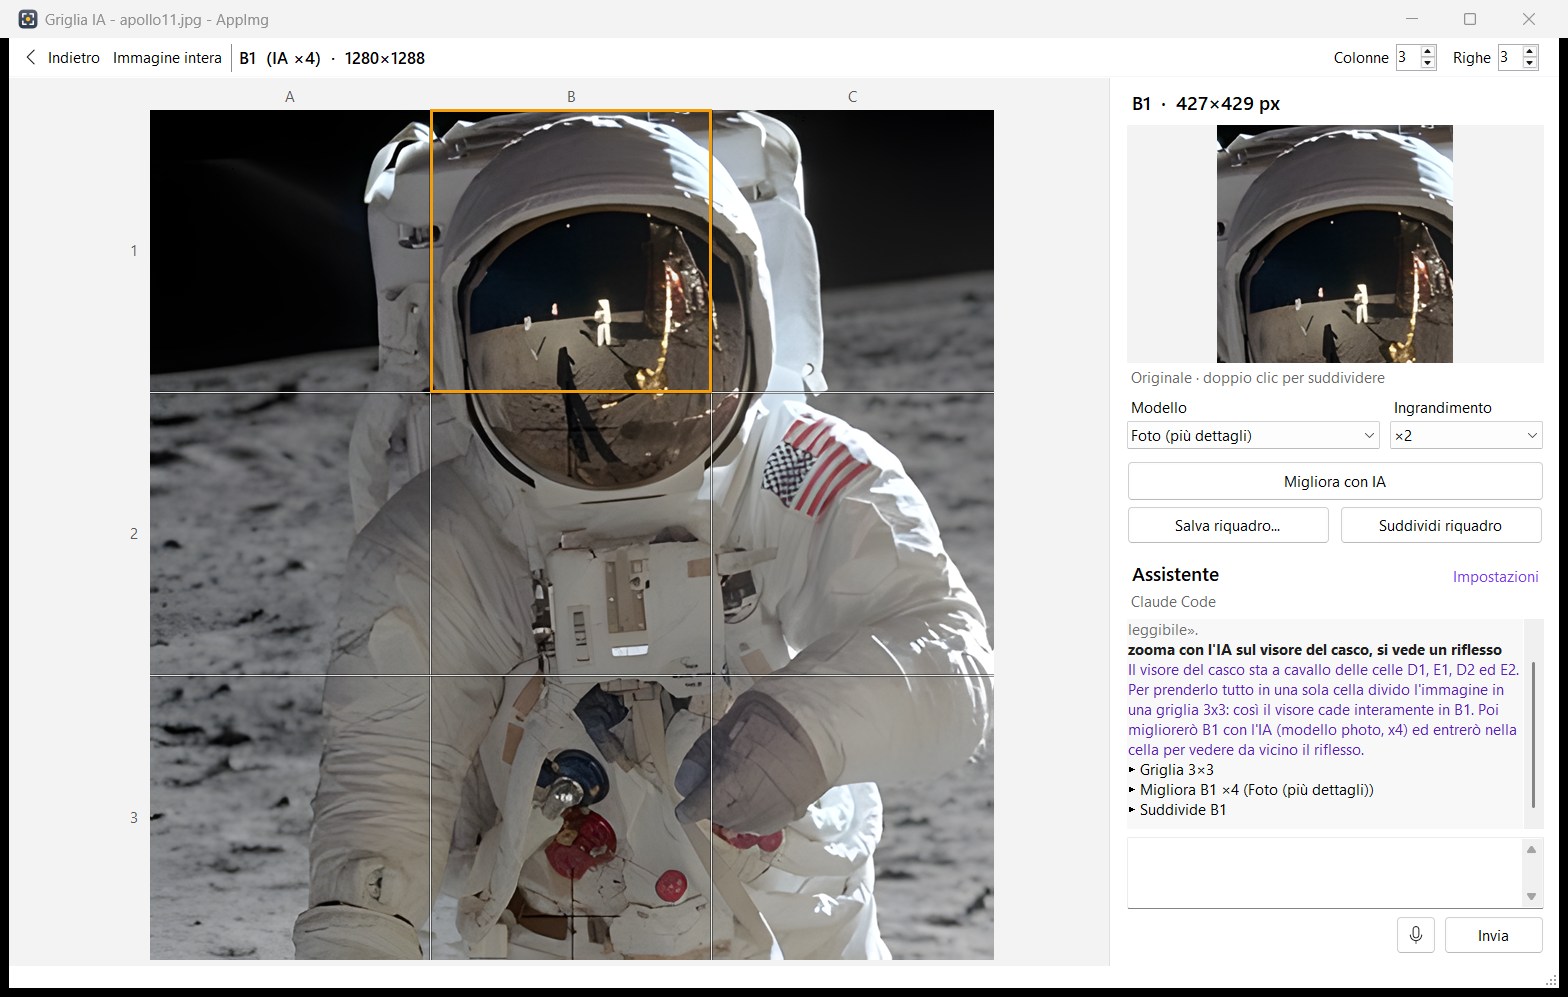 Griglia IA - apollo11.jpg - AppImg
Indietro Immagine intera B1 (IA ×4) · 1280×1288 Colonne 3 Righe 3
A B C
1
2
3
B1 · 427×429 px
Originale · doppio clic per suddividere
Modello Ingrandimento
Foto (più dettagli) ×2
Migliora con IA
Salva riquadro... Suddividi riquadro
Assistente Impostazioni
Claude Code
leggibile».
zooma con l'IA sul visore del casco, si vede un riflesso
Il visore del casco sta a cavallo delle celle D1, E1, D2 ed E2.
Per prenderlo tutto in una sola cella divido l'immagine in
una griglia 3x3: così il visore cade interamente in B1. Poi
migliorerò B1 con l'IA (modello photo, x4) ed entrerò nella
cella per vedere da vicino il riflesso.
▸ Griglia 3×3
▸ Migliora B1 ×4 (Foto (più dettagli))
▸ Suddivide B1
Invia